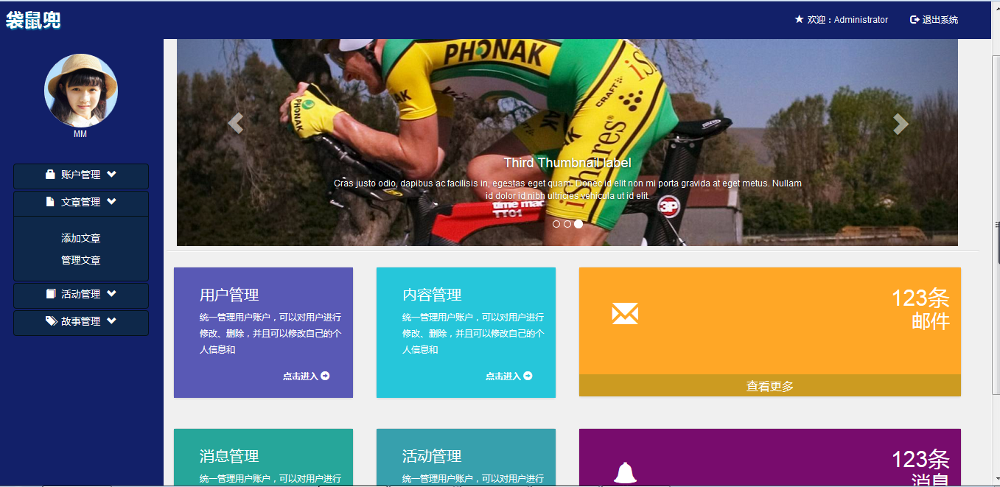 袋鼠兜
欢迎：Administrator
退出系统
MM
账户管理
文章管理
添加文章
管理文章
活动管理
故事管理
PHONAK
iSh
CRAFT
AK
PHONAK
iShares
Third Thumbnail label
Cras justo odio, dapibus ac facilisis in, egestas eget quam. Donec id elit non mi porta gravida at eget metus. Nullam
id dolor id nibh ultricies vehicula ut id elit.
time mac
TT01
3P
用户管理
统一管理用户账户，可以对用户进行
修改、删除，并且可以修改自己的个
人信息和
点击进入
内容管理
统一管理用户账户，可以对用户进行
修改、删除，并且可以修改自己的个
人信息和
点击进入
123条
邮件
查看更多
消息管理
统一管理用户账户，可以对用户进行
活动管理
统一管理用户账户，可以对用户进行
123条
消息